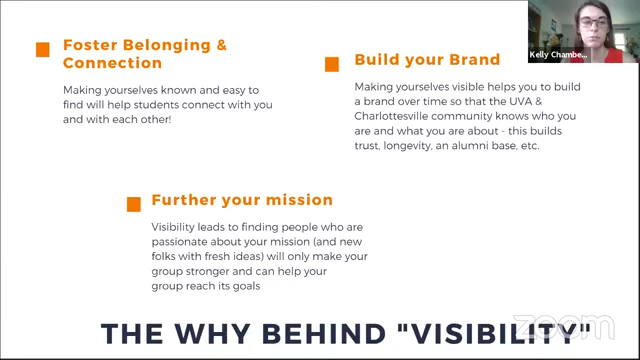 Foster Belonging &
Connection
Making yourselves known and easy to
find will help students connect with you
and with each other!
Build your Brand
Making yourselves visible helps you to build
a brand over time so that the UVA &
Charlottesville community knows who you
are and what you are about - this builds
trust, longevity, an alumni base, etc.
Kelly Chambe...
Further your mission
Visibility leads to finding people who are
passionate about your mission (and new
folks with fresh ideas) will only make your
group stronger and can help your
group reach its goals
THE WHY BEHIND "VISIBILITY"
zoom